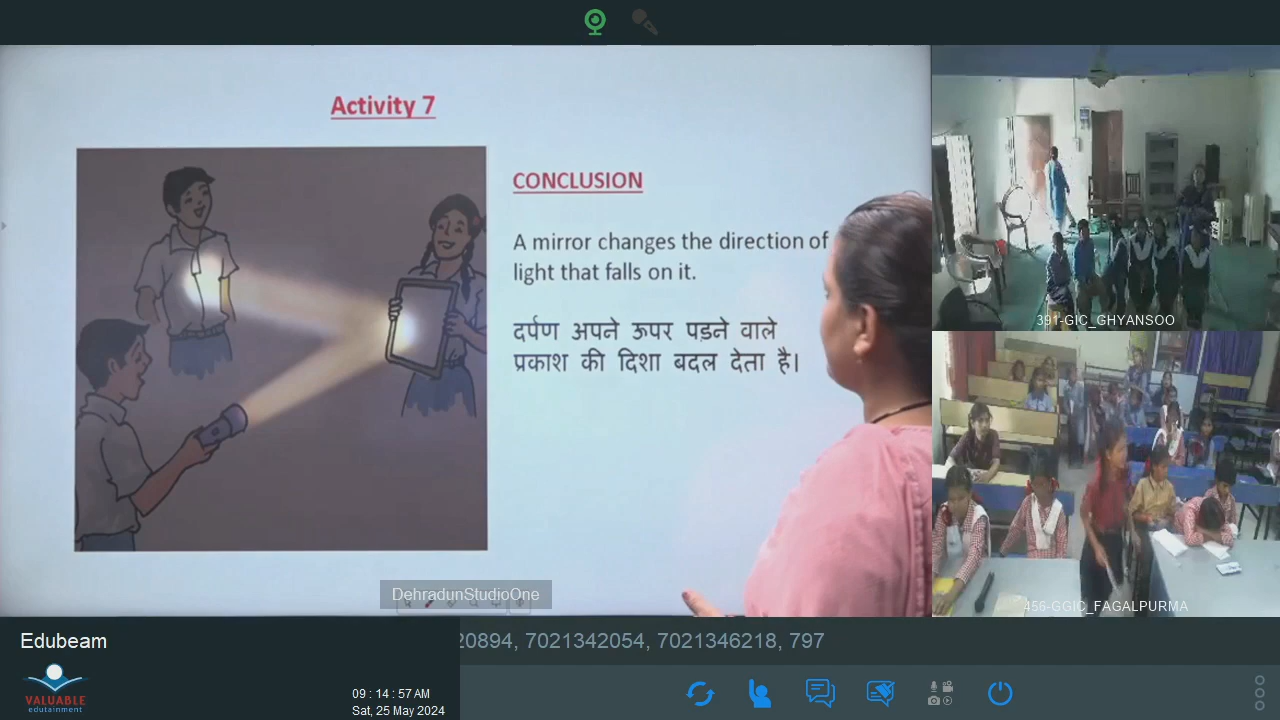 Activity 7
CONCLUSION
A mirror changes the direction of
light that falls on it.
दर्पण अपने ऊपर पड़ने वाले
प्रकाश की दिशा बदल देता है।
DehradunStudioOne
391-GIC_GHYANSOO
456-GGIC_FAGALPURMA
Edubeam
20894, 7021342054, 7021346218, 797
VALUABLE
edutainment
09 : 14 : 57 AM
Sat, 25 May 2024